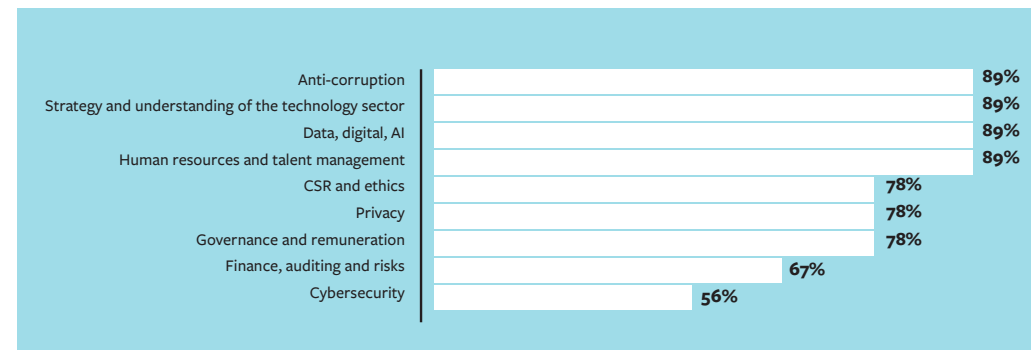 Anti-corruption 89%
Strategy and understanding of the technology sector 89%
Data, digital, AI 89%
Human resources and talent management 89%
CSR and ethics 78%
Privacy 78%
Governance and remuneration 78%
Finance, auditing and risks 67%
Cybersecurity 56%